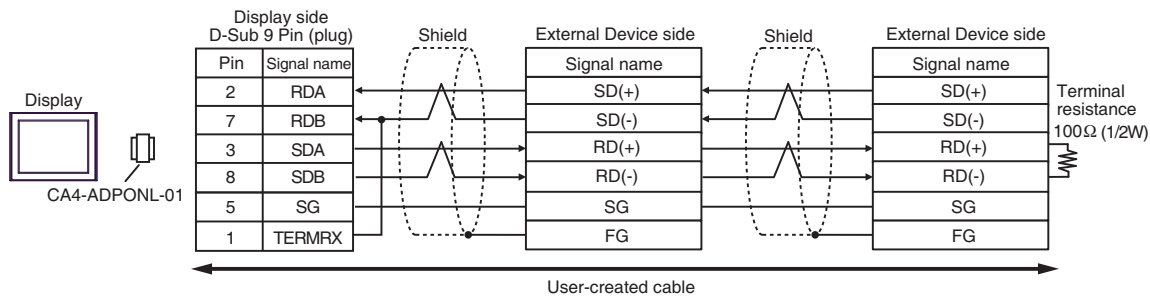 Display side
D-Sub 9 Pin (plug)
Shield
External Device side
Shield
External Device side
Pin
Signal name
Signal name
Signal name
2
RDA
SD(+)
SD(+)
7
RDB
SD(-)
SD(-)
3
SDA
RD(+)
RD(+)
8
SDB
RD(-)
RD(-)
5
SG
SG
SG
1
TERMRX
FG
FG
Display
CA4-ADPONL-01
Terminal
resistance
100Ω (1/2W)
User-created cable